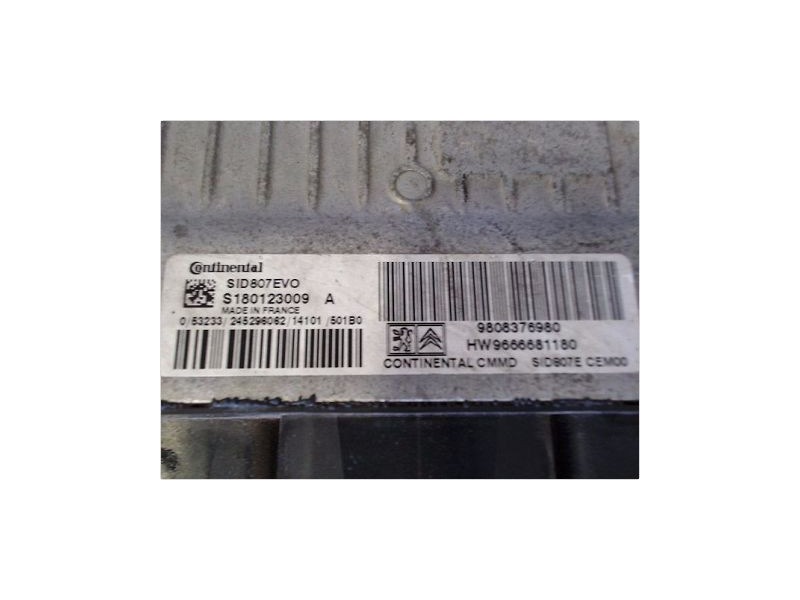 Continental
SID807EVO
S180123009 A
MADE IN FRANCE
0/53233/245296062/14101/501B0
9808376980
HW9666681180
CONTINENTAL CMMD SID807E CEM00